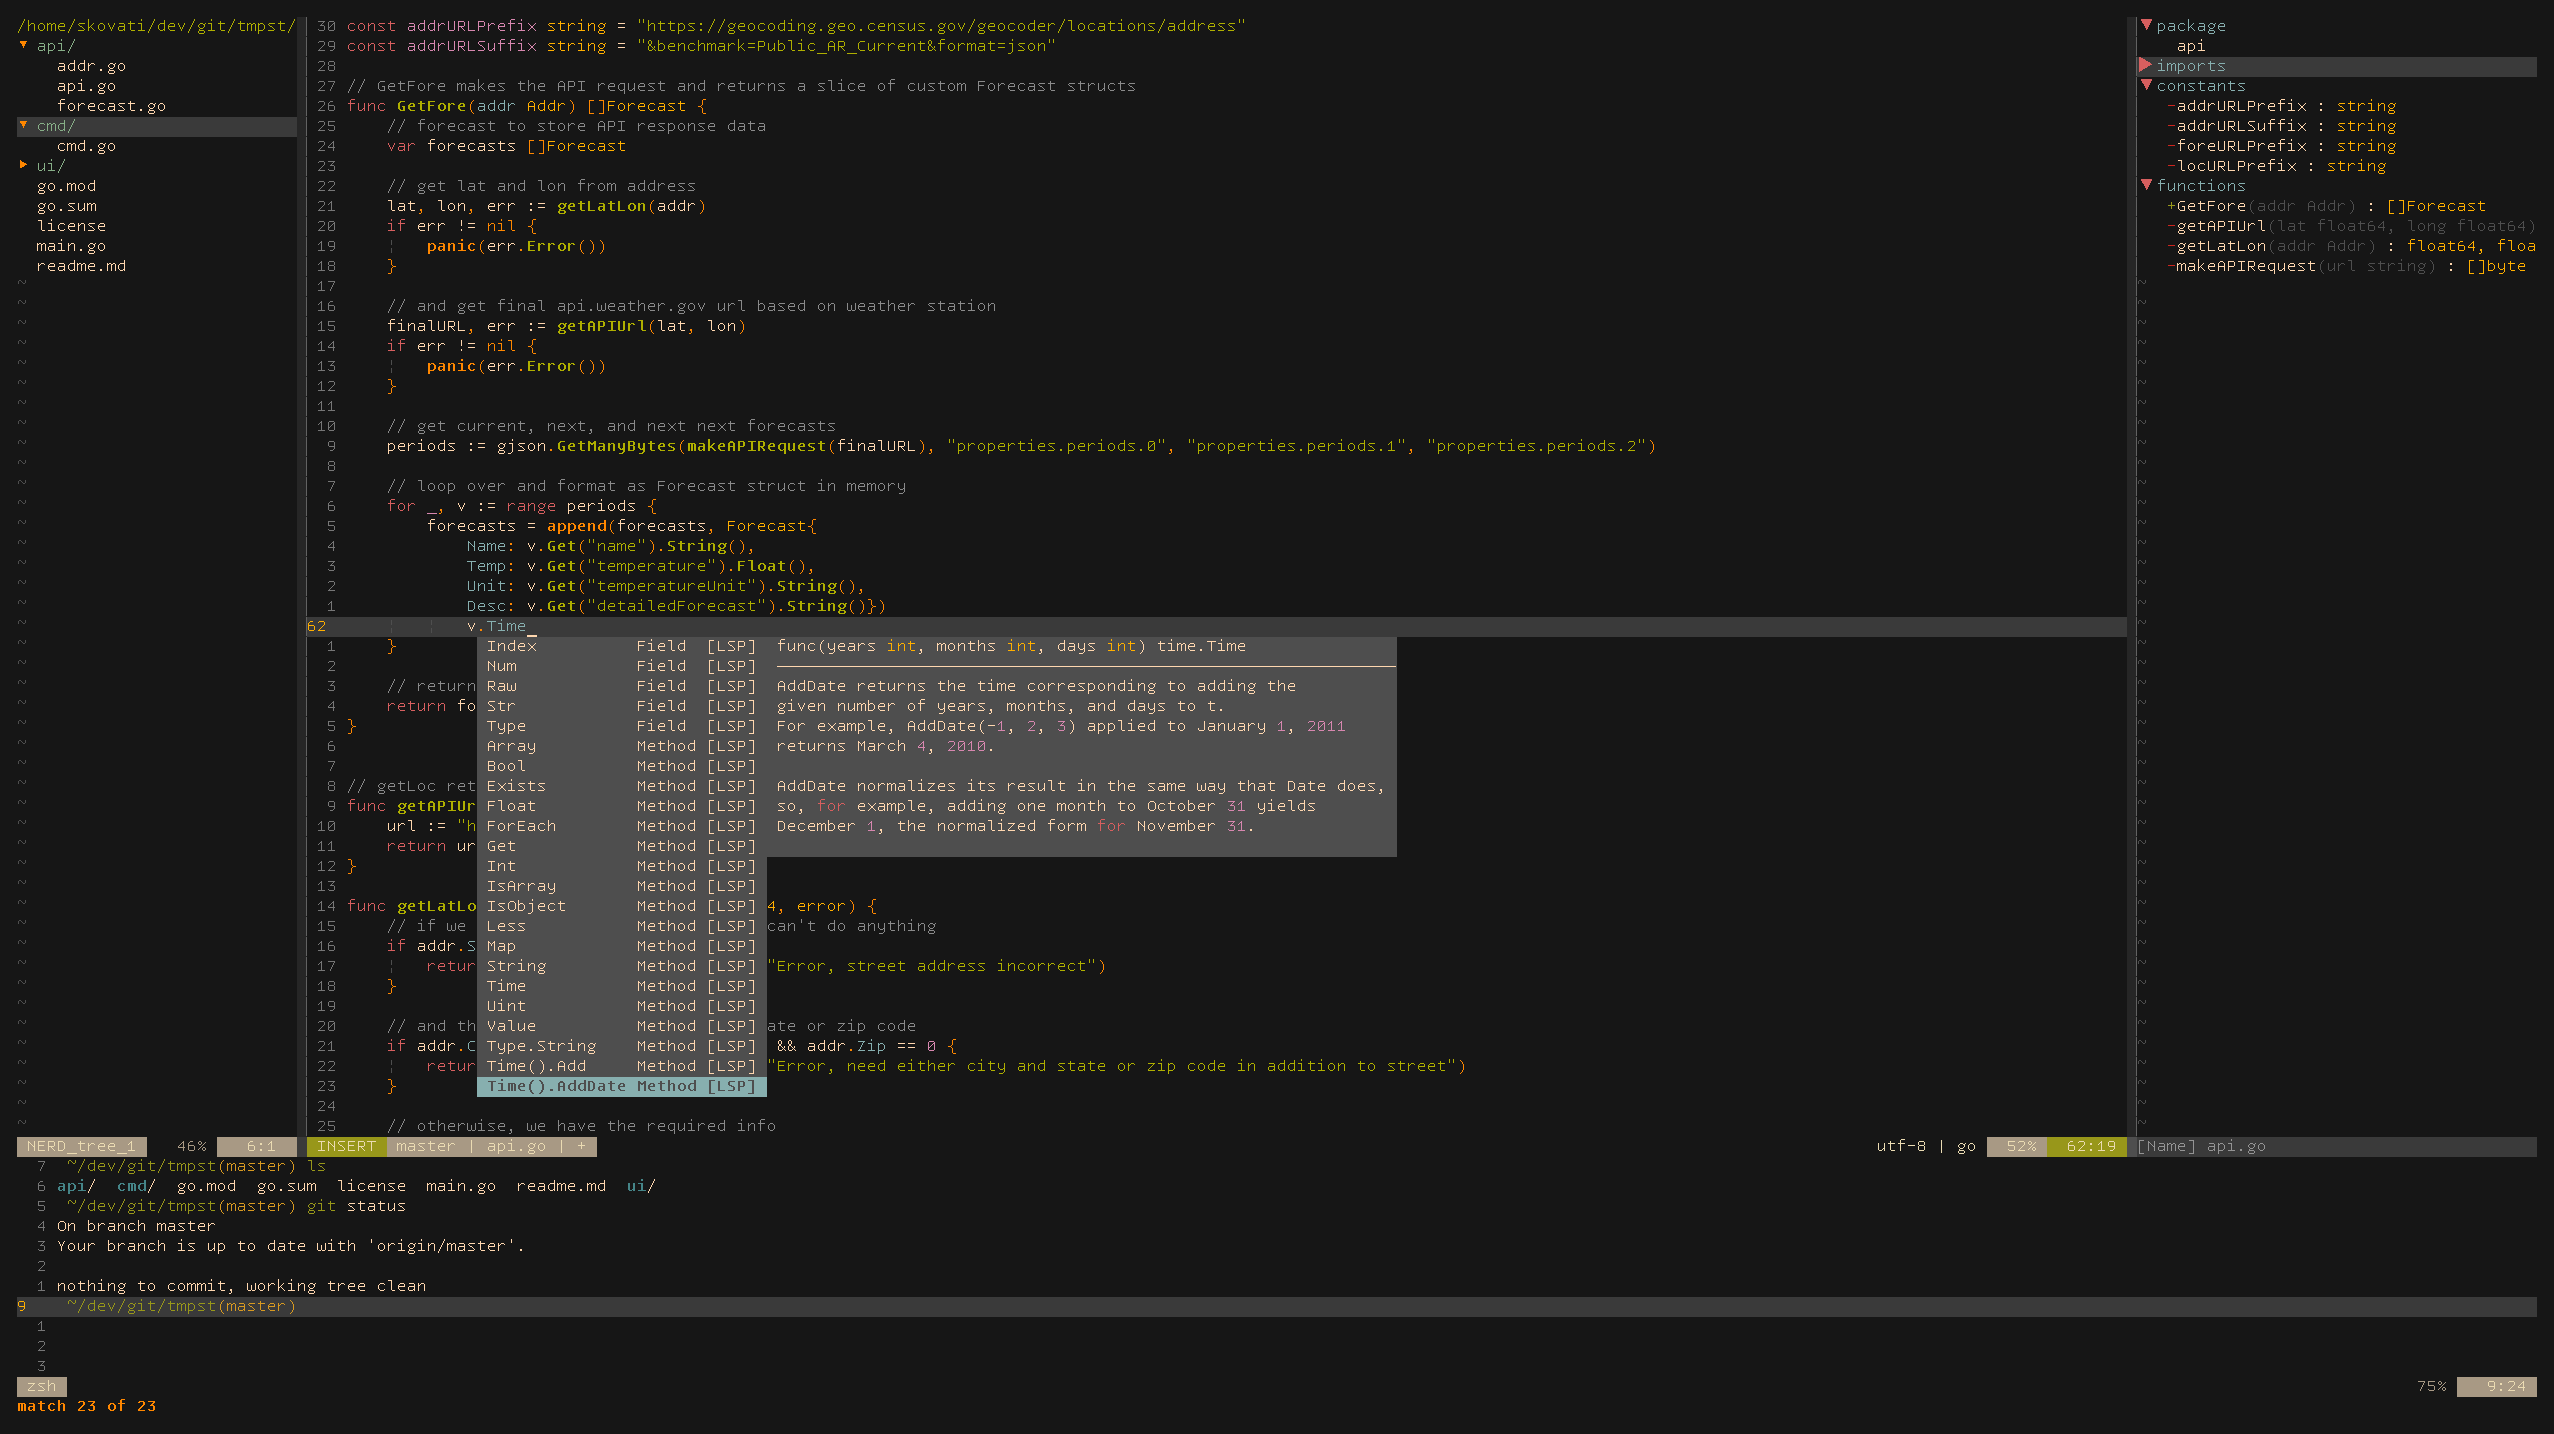 /home/skovati/dev/git/tmpst/
▼ api/
addr.go
api.go
forecast.go
▼ cmd/
cmd.go
▶ ui/
go.mod
go.sum
license
main.go
readme.md
30 const addrURLPrefix string = "https://geocoding.geo.census.gov/geocoder/locations/address"
29 const addrURLSuffix string = "&benchmark=Public_AR_Current&format=json"
28
27 // GetFore makes the API request and returns a slice of custom Forecast structs
26 func GetFore(addr Addr) []Forecast {
25     // forecast to store API response data
24     var forecasts []Forecast
23
22     // get lat and lon from address
21     lat, lon, err := getLatLon(addr)
20     if err != nil {
19     ¦   panic(err.Error())
18     }
17
16     // and get final api.weather.gov url based on weather station
15     finalURL, err := getAPIUrl(lat, lon)
14     if err != nil {
13     ¦   panic(err.Error())
12     }
11
10     // get current, next, and next next forecasts
9     periods := gjson.GetManyBytes(makeAPIRequest(finalURL), "properties.periods.0", "properties.periods.1", "properties.periods.2")
8
7     // loop over and format as Forecast struct in memory
6     for _, v := range periods {
5         forecasts = append(forecasts, Forecast{
4             Name: v.Get("name").String(),
3             Temp: v.Get("temperature").Float(),
2             Unit: v.Get("temperatureUnit").String(),
1             Desc: v.Get("detailedForecast").String()})
62     ¦   ¦   v.Time_
1     }
2
3     // return
4     return fo
5 }
6
7
8 // getLoc ret
9 func getAPIUr
10     url := "h
11     return ur
12 }
13
14 func getLatLo 4, error) {
15     // if we can't do anything
16     if addr.S
17     ¦   retur "Error, street address incorrect")
18     }
19
20     // and th ate or zip code
21     if addr.C && addr.Zip == 0 {
22     ¦   retur "Error, need either city and state or zip code in addition to street")
23     }
24
25     // otherwise, we have the required info
Index Field [LSP]
Num Field [LSP]
Raw Field [LSP]
Str Field [LSP]
Type Field [LSP]
Array Method [LSP]
Bool Method [LSP]
Exists Method [LSP]
Float Method [LSP]
ForEach Method [LSP]
Get Method [LSP]
Int Method [LSP]
IsArray Method [LSP]
IsObject Method [LSP]
Less Method [LSP]
Map Method [LSP]
String Method [LSP]
Time Method [LSP]
Uint Method [LSP]
Value Method [LSP]
Type.String Method [LSP]
Time().Add Method [LSP]
Time().AddDate Method [LSP]
func(years int, months int, days int) time.Time
AddDate returns the time corresponding to adding the
given number of years, months, and days to t.
For example, AddDate(-1, 2, 3) applied to January 1, 2011
returns March 4, 2010.
AddDate normalizes its result in the same way that Date does,
so, for example, adding one month to October 31 yields
December 1, the normalized form for November 31.
▼ package
api
▶ imports
▼ constants
-addrURLPrefix : string
-addrURLSuffix : string
-foreURLPrefix : string
-locURLPrefix : string
▼ functions
+GetFore(addr Addr) : []Forecast
-getAPIUrl(lat float64, long float64)
-getLatLon(addr Addr) : float64, floa
-makeAPIRequest(url string) : []byte
NERD_tree_1 46% 6:1
INSERT master | api.go | + utf-8 | go 52% 62:19
[Name] api.go
7  ~/dev/git/tmpst(master) ls
6 api/  cmd/  go.mod  go.sum  license  main.go  readme.md  ui/
5  ~/dev/git/tmpst(master) git status
4 On branch master
3 Your branch is up to date with 'origin/master'.
2
1 nothing to commit, working tree clean
9  ~/dev/git/tmpst(master)
1
2
3
zsh 75% 9:24
match 23 of 23